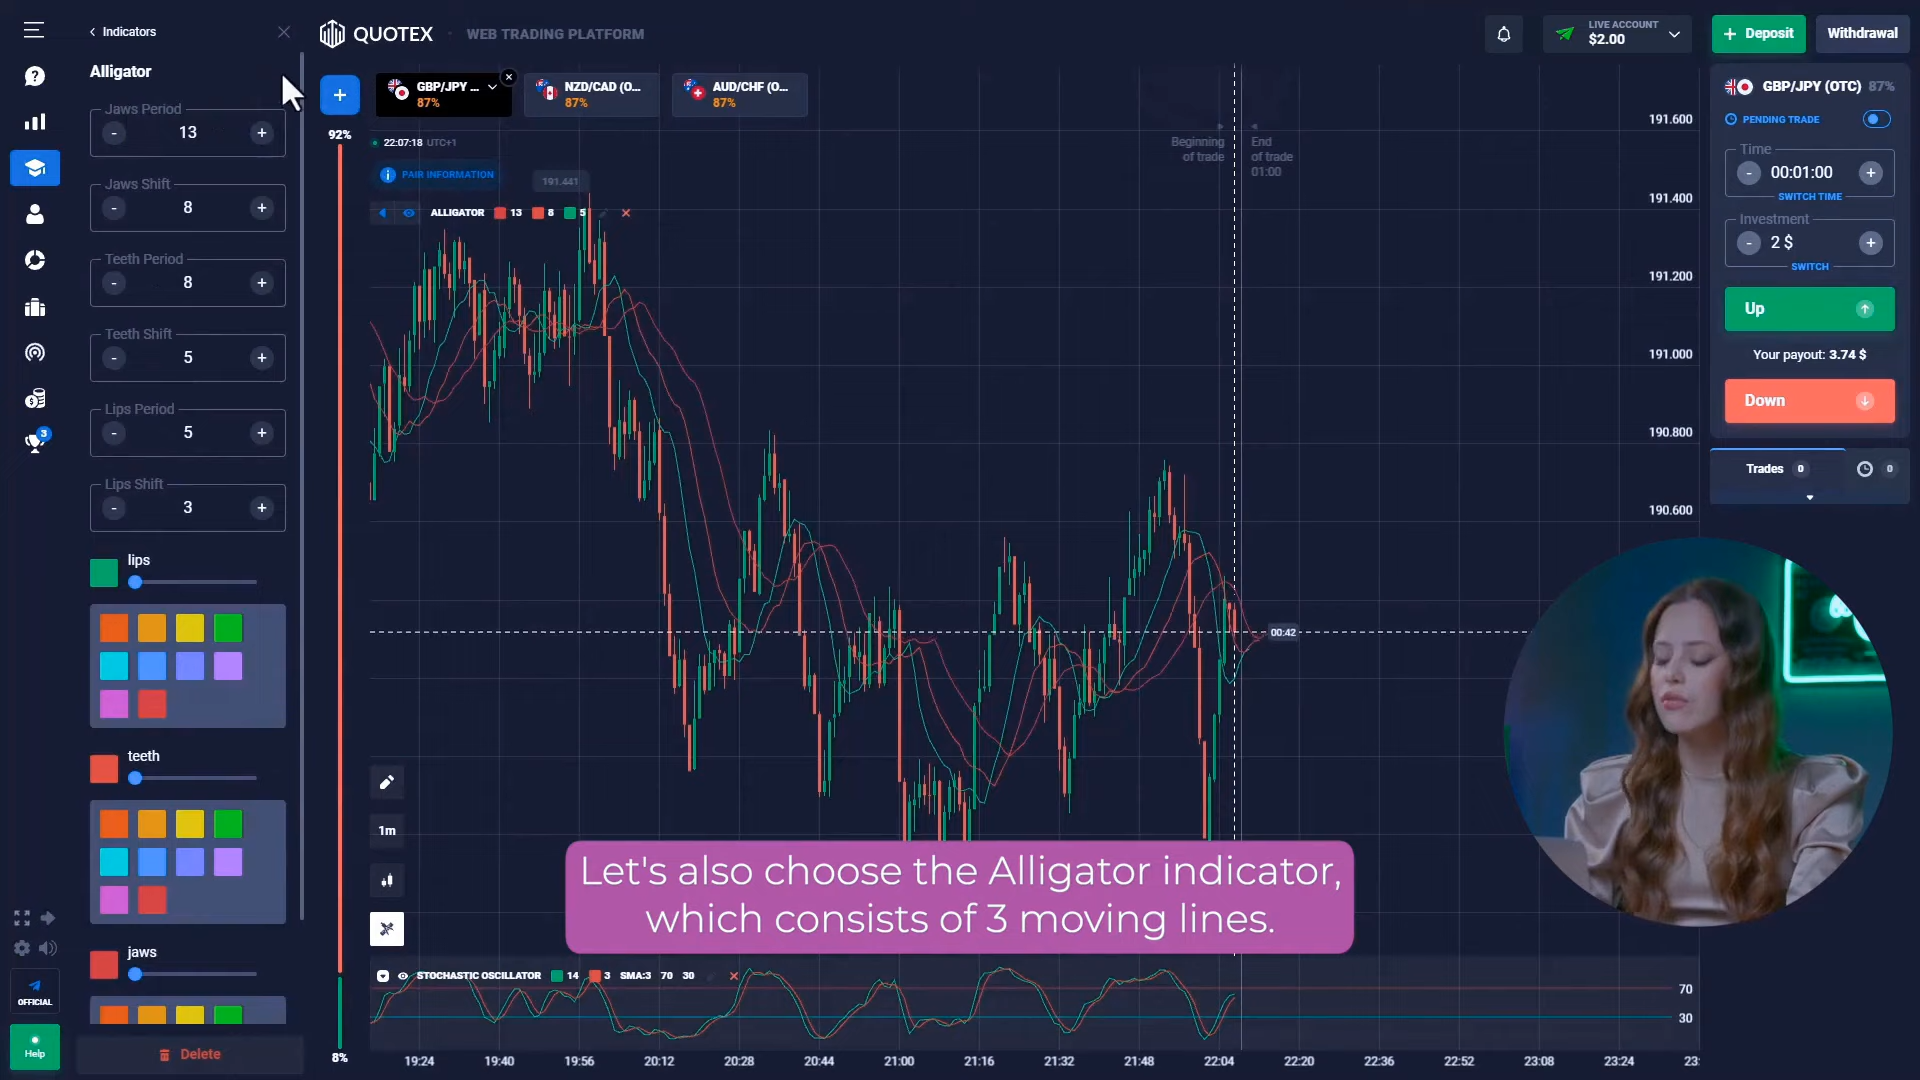 Indicators
QUOTEX
WEB TRADING PLATFORM
LIVE ACCOUNT
$2.00
+ Deposit
Withdrawal
Alligator
Jaws Period
- 13 +
Jaws Shift
- 8 +
Teeth Period
- 8 +
Teeth Shift
- 5 +
Lips Period
- 5 +
Lips Shift
- 3 +
lips
teeth
jaws
Delete
3
OFFICIAL
Help
+
GBP/JPY ...
87%
NZD/CAD (O...
87%
AUD/CHF (O...
87%
92%
22:07:18 UTC+1
PAIR INFORMATION
191.441
ALLIGATOR 13 8 5
Beginning
of trade
End
of trade
01:00
191.600
191.400
191.200
191.000
190.800
190.600
00:42
1m
Let's also choose the Alligator indicator,
which consists of 3 moving lines.
STOCHASTIC OSCILLATOR 14 3 SMA:3 70 30
70
30
8%
19:24 19:40 19:56 20:12 20:28 20:44 21:00 21:16 21:32 21:48 22:04 22:20 22:36 22:52 23:08 23:24 23:
GBP/JPY (OTC) 87%
PENDING TRADE
Time
- 00:01:00 +
SWITCH TIME
Investment
- 2 $ +
SWITCH
Up
Your payout: 3.74 $
Down
Trades 0 0